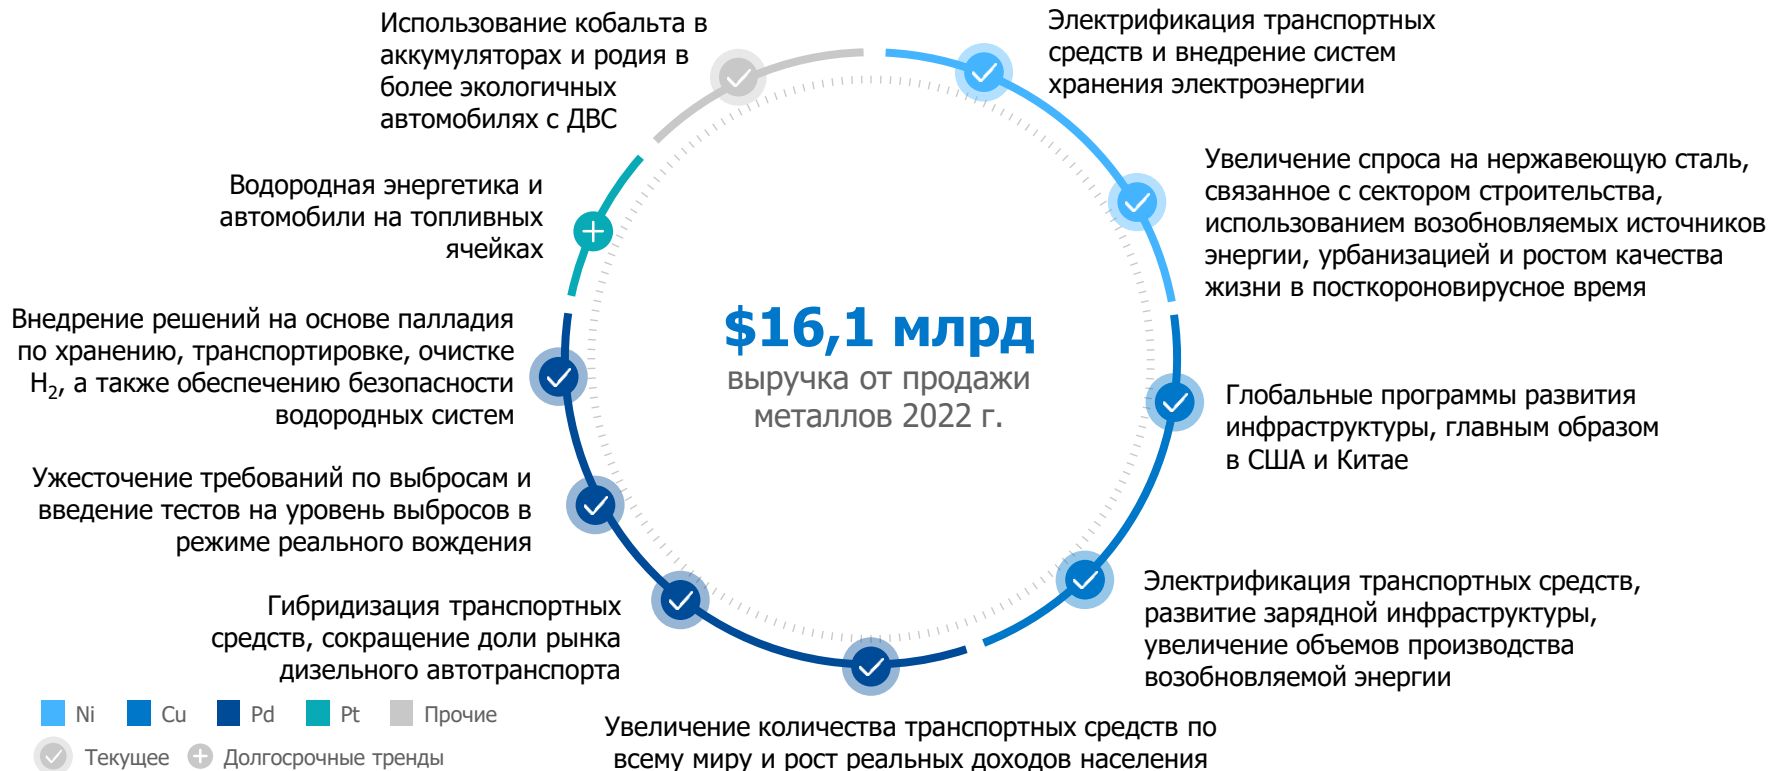 Использование кобальта в
аккумуляторах и родия в
более экологичных
автомобилях с ДВС
Электрификация транспортных
средств и внедрение систем
хранения электроэнергии
Увеличение спроса на нержавеющую сталь,
связанное с сектором строительства,
использованием возобновляемых источников
энергии, урбанизацией и ростом качества
жизни в посткороновирусное время
Водородная энергетика и
автомобили на топливных
ячейках
Внедрение решений на основе палладия
по хранению, транспортировке, очистке
H₂, а также обеспечению безопасности
водородных систем
$16,1 млрд
выручка от продажи
металлов 2022 г.
Глобальные программы развития
инфраструктуры, главным образом
в США и Китае
Ужесточение требований по выбросам и
введение тестов на уровень выбросов в
режиме реального вождения
Гибридизация транспортных
средств, сокращение доли рынка
дизельного автотранспорта
Электрификация транспортных средств,
развитие зарядной инфраструктуры,
увеличение объемов производства
возобновляемой энергии
Увеличение количества транспортных средств по
всему миру и рост реальных доходов населения
Ni Cu Pd Pt Прочие
Текущее Долгосрочные тренды